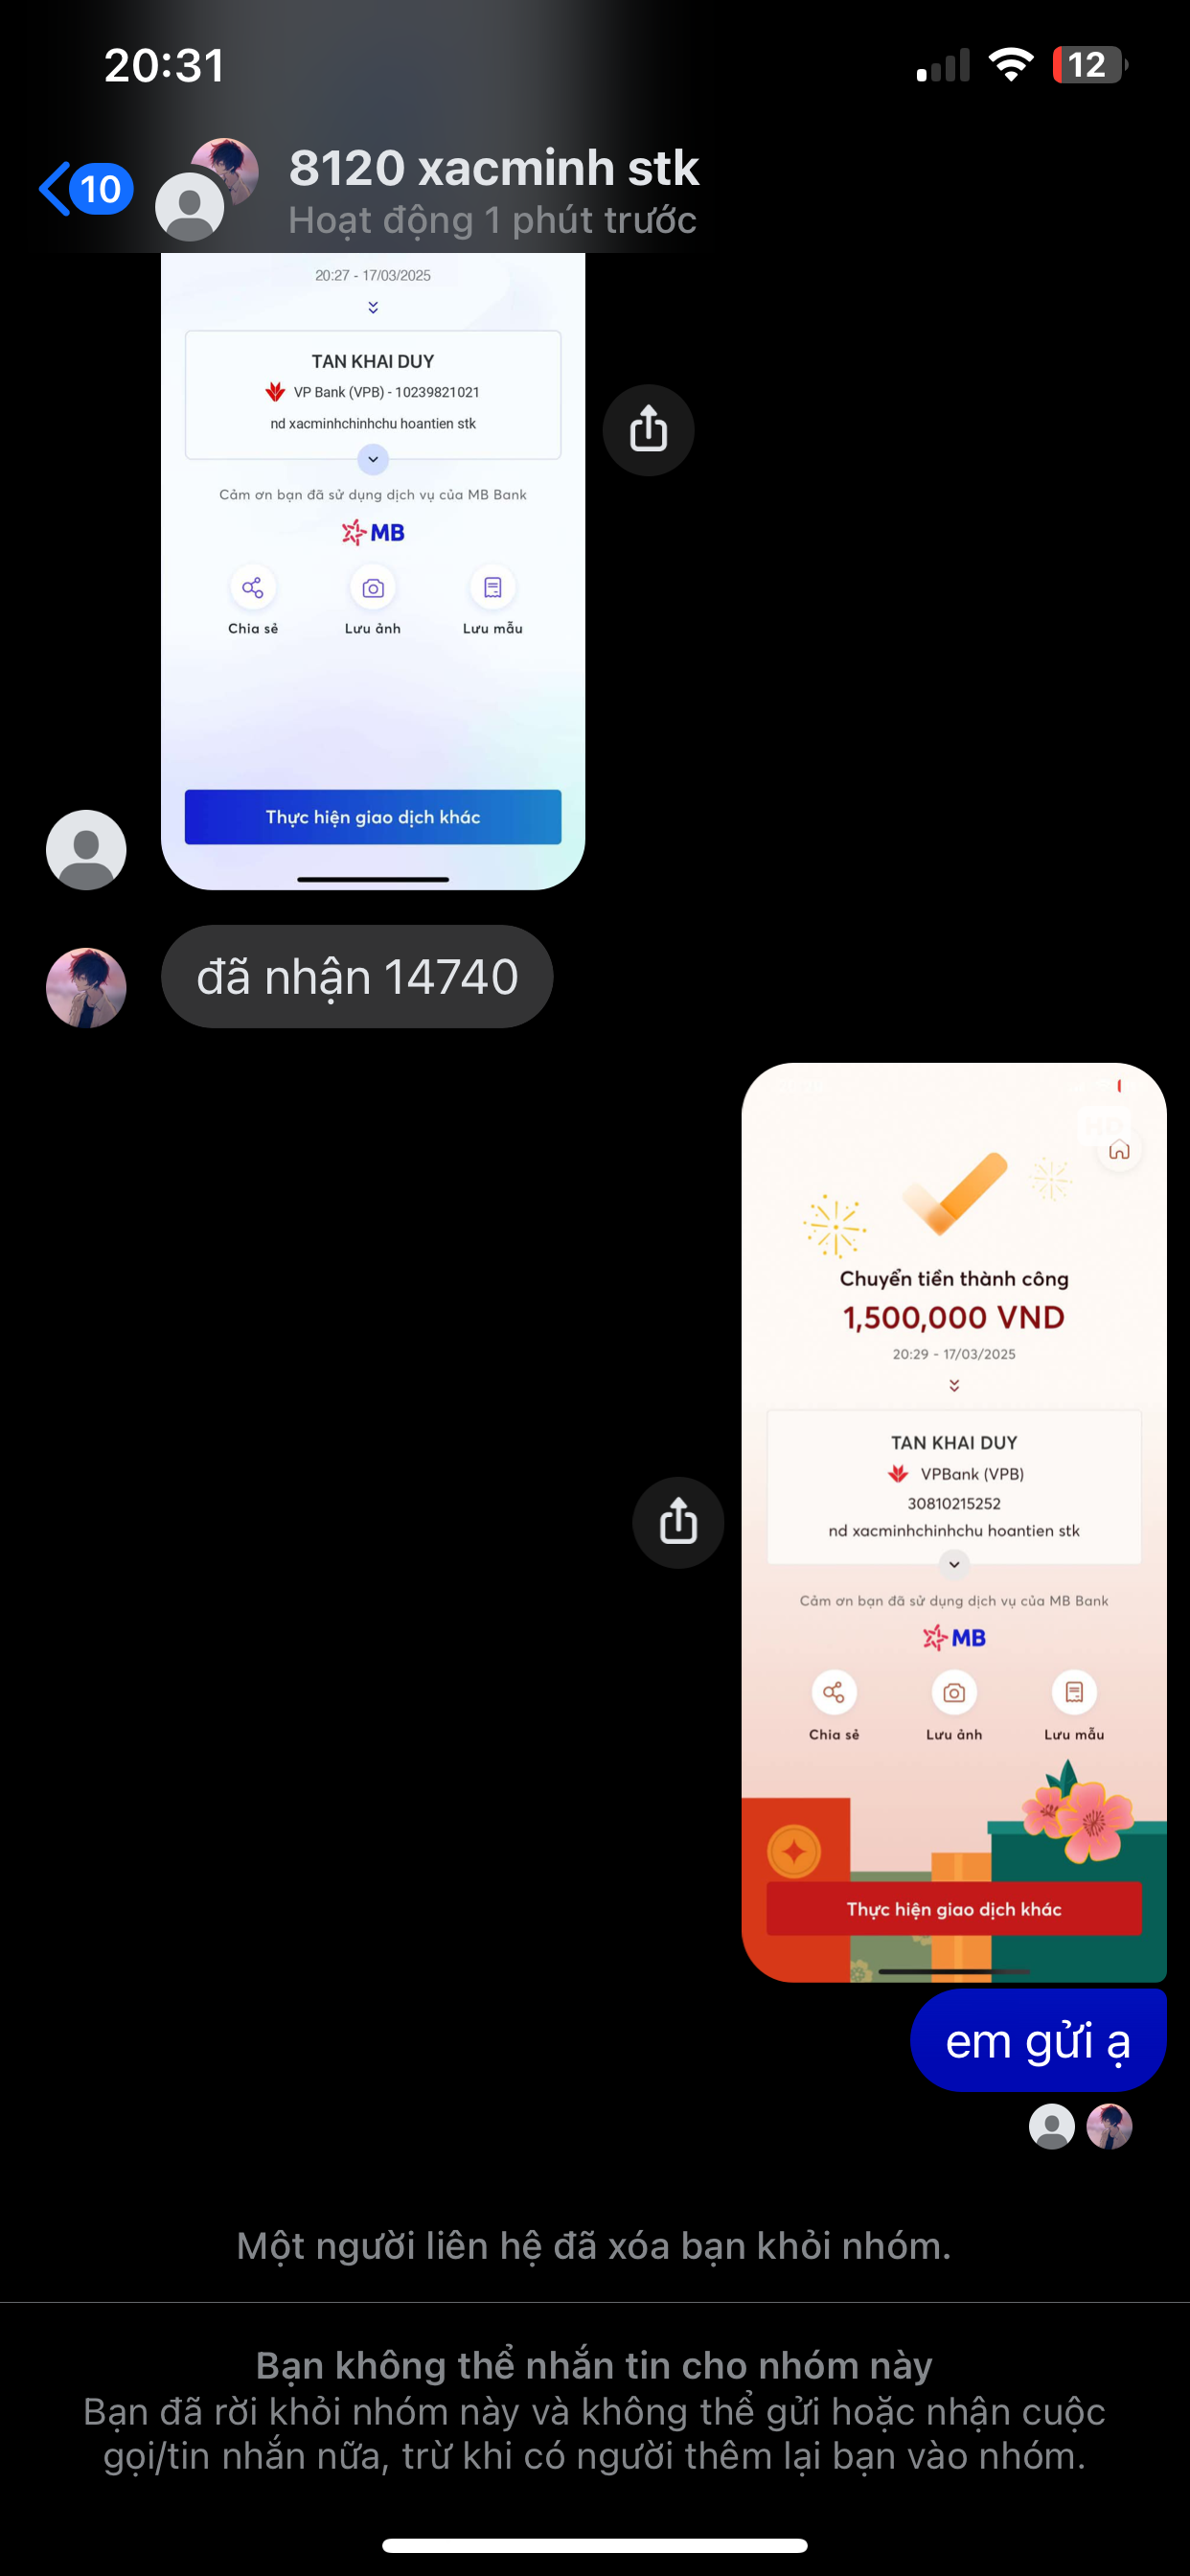 20:31
12
10
8120 xacminh stk
Hoạt động 1 phút trước
20:27 - 17/03/2025
TAN KHAI DUY
VP Bank (VPB) - 10239821021
nd xacminhchinhchu hoantien stk
Cảm ơn bạn đã sử dụng dịch vụ của MB Bank
MB
Chia sẻ Lưu ảnh Lưu mẫu
Thực hiện giao dịch khác
đã nhận 14740
Chuyển tiền thành công
1,500,000 VND
20:29 - 17/03/2025
TAN KHAI DUY
VPBank (VPB)
30810215252
nd xacminhchinhchu hoantien stk
Cảm ơn bạn đã sử dụng dịch vụ của MB Bank
MB
Chia sẻ Lưu ảnh Lưu mẫu
Thực hiện giao dịch khác
em gửi ạ
Một người liên hệ đã xóa bạn khỏi nhóm.
Bạn không thể nhắn tin cho nhóm này
Bạn đã rời khỏi nhóm này và không thể gửi hoặc nhận cuộc
gọi/tin nhắn nữa, trừ khi có người thêm lại bạn vào nhóm.